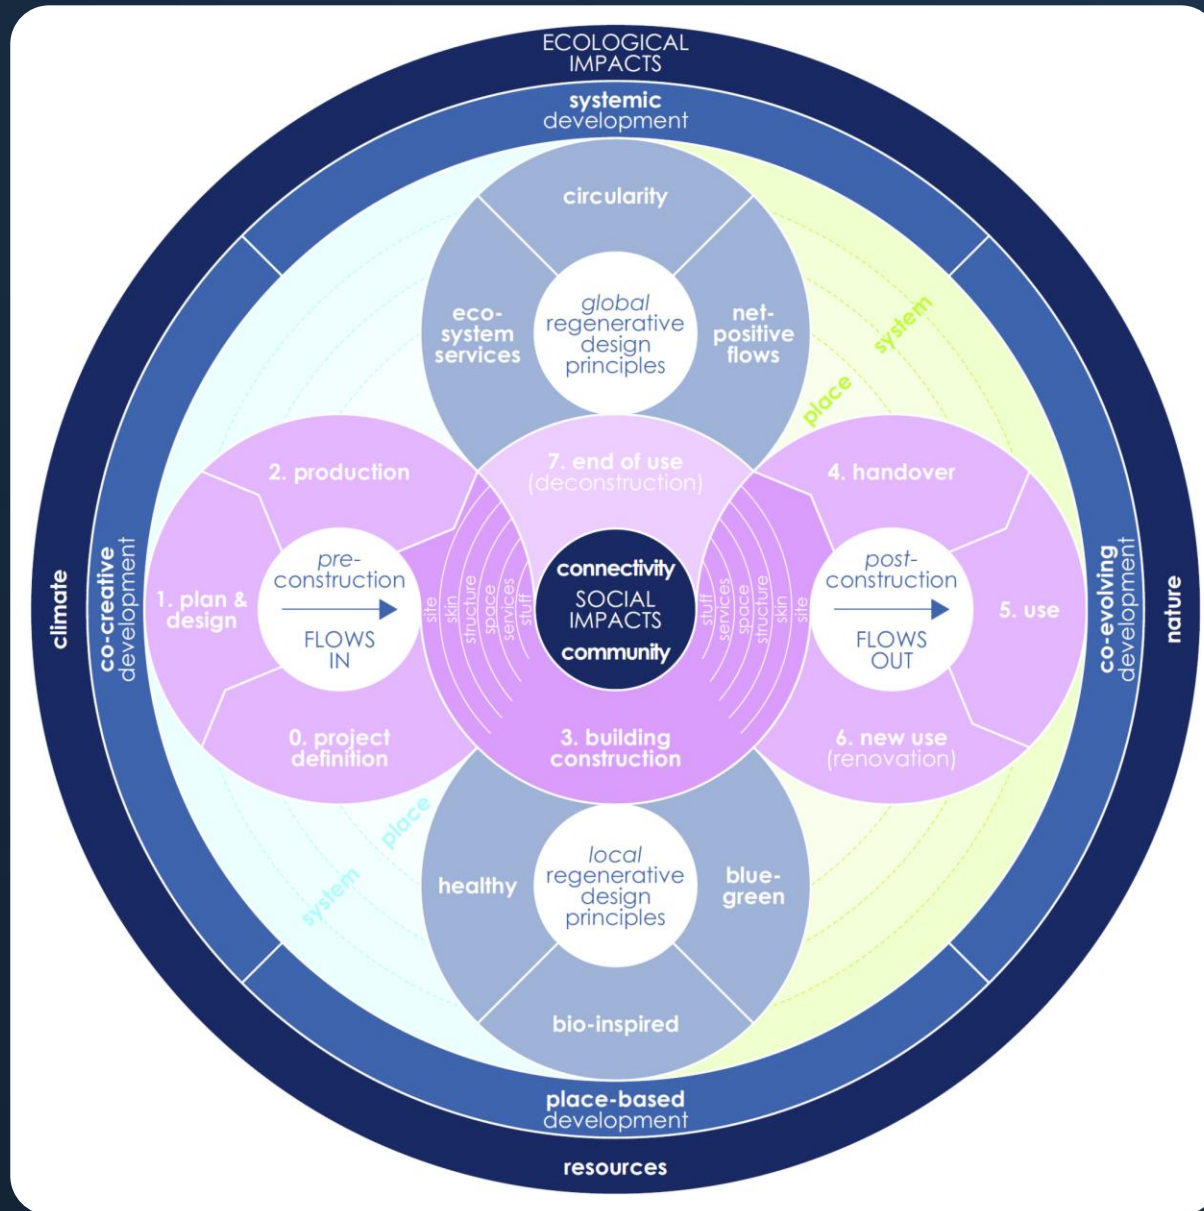 ECOLOGICAL
IMPACTS
systemic
development
circularity
eco-
system
services
global
regenerative
design
principles
net-
positive
flows
system
place
2. production
7. end of use
(deconstruction)
4. handover
climate
co-creative
development
1. plan &
design
pre-
construction
FLOWS
IN
site
skin
structure
space
services
stuff
connectivity
SOCIAL
IMPACTS
community
stuff
services
space
structure
skin
site
post-
construction
FLOWS
OUT
5. use
co-evolving
development
nature
0. project
definition
3. building
construction
6. new use
(renovation)
place
system
healthy
local
regenerative
design
principles
blue-
green
bio-inspired
place-based
development
resources